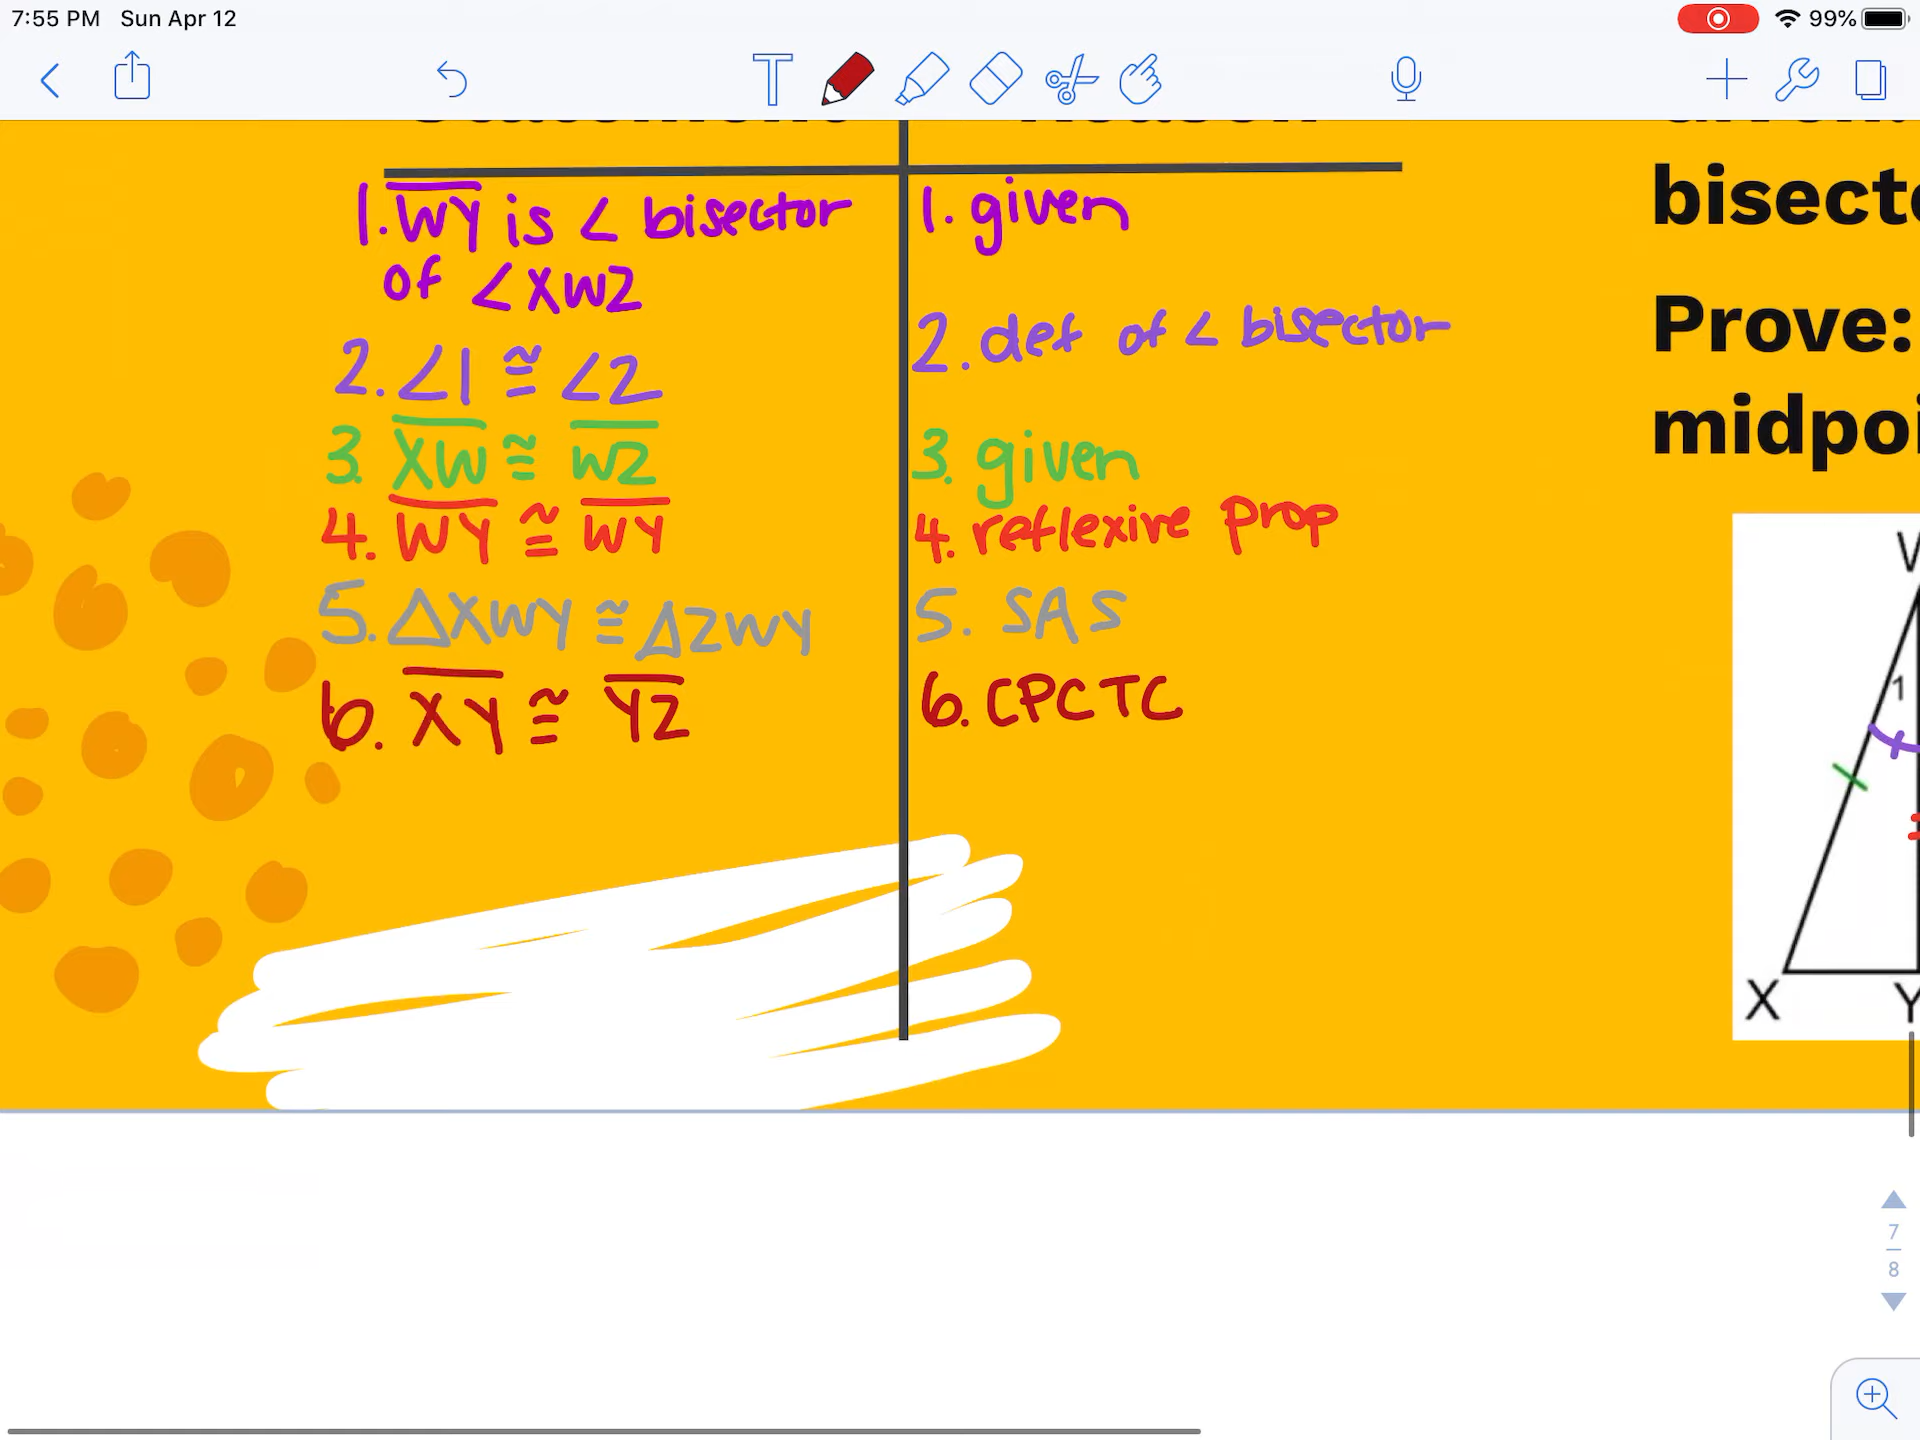 7:55 PM Sun Apr 12
99%
1. WY is ∠ bisector
of ∠XWZ
1. given
2. ∠1 ≅ ∠2
2. def of ∠ bisector
3. XW ≅ WZ
3. given
4. WY ≅ WY
4. reflexive prop
5. △XWY ≅ △ZWY
5. SAS
6. XY ≅ YZ
6. CPCTC
Prove:
1
X
Y
7
8